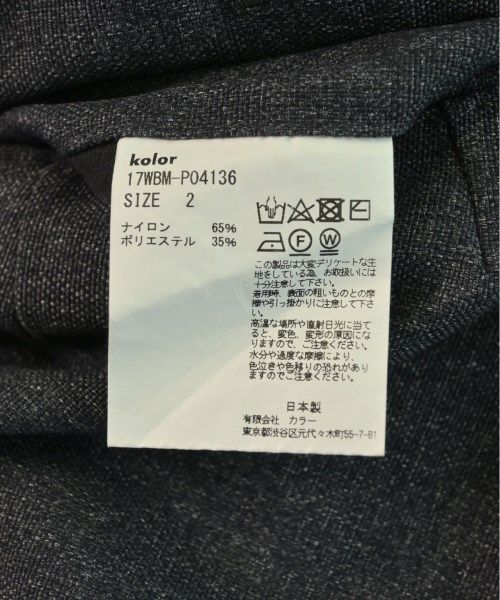 kolor
17WBM-P04136
SIZE 2
ナイロン 65%
ポリエステル 35%
F W
この製品は大変デリケートな生
地をしている為、お取扱いには
十分注意して下さい。
着用時、表面の粗いものとの摩
擦や引っ掛かりに注意して下さ
い。
高温な場所や直射日光に当て
ると、変色、変形の原因にな
りますので、ご注意ください。
水分や過度な摩擦により、
色泣きや色移りの恐れがあり
ますのでご注意ください。
日本製
有限会社 カラー
東京都渋谷区元代々木町55-7-B1